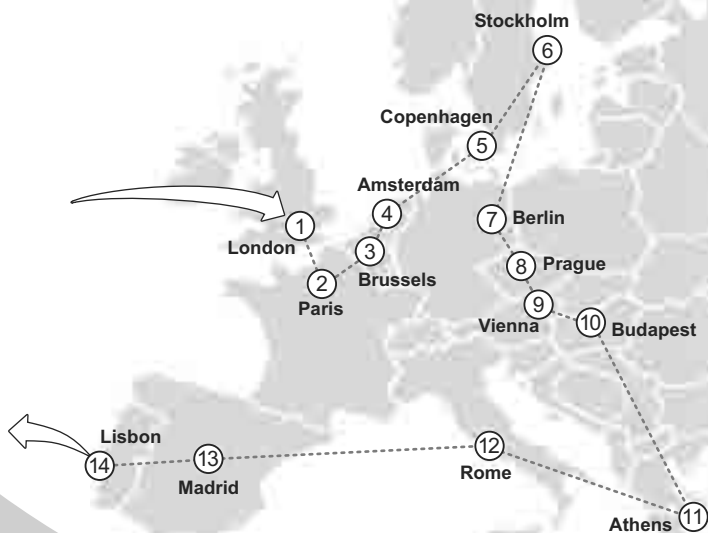 Stockholm
6
Copenhagen
5
Amsterdam
4
1
7 Berlin
London
3
Brussels
8 Prague
2
Paris
9
Vienna
10 Budapest
Lisbon
14
13
Madrid
12
Rome
11
Athens